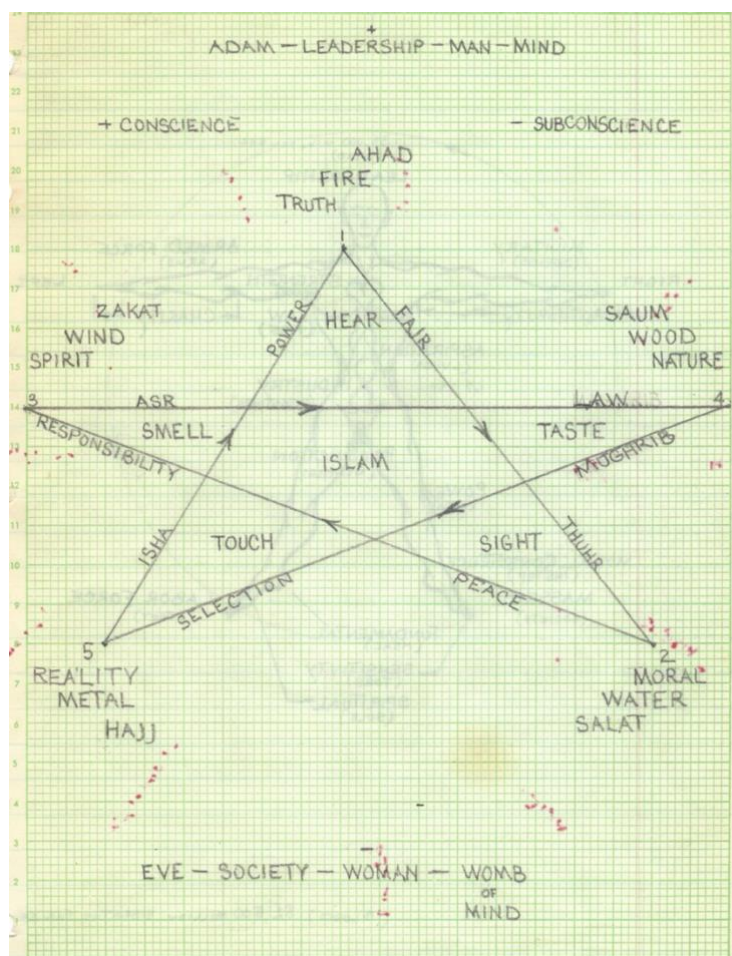 +
ADAM – LEADERSHIP – MAN – MIND
+ CONSCIENCE
– SUBCONSCIENCE
AHAD
FIRE
TRUTH
1
ZAKAT
WIND
SPIRIT
POWER
HEAR
FAIR
SAUM
WOOD
NATURE
3
ASR
LAW
4
RESPONSIBILITY
SMELL
ISLAM
TASTE
MUGHRIB
ISHA
TOUCH
SIGHT
THUHR
SELECTION
PEACE
5
REA'LITY
METAL
HAJJ
2
MORAL
WATER
SALAT
–
EVE – SOCIETY – WOMAN – WOMB
OF
MIND